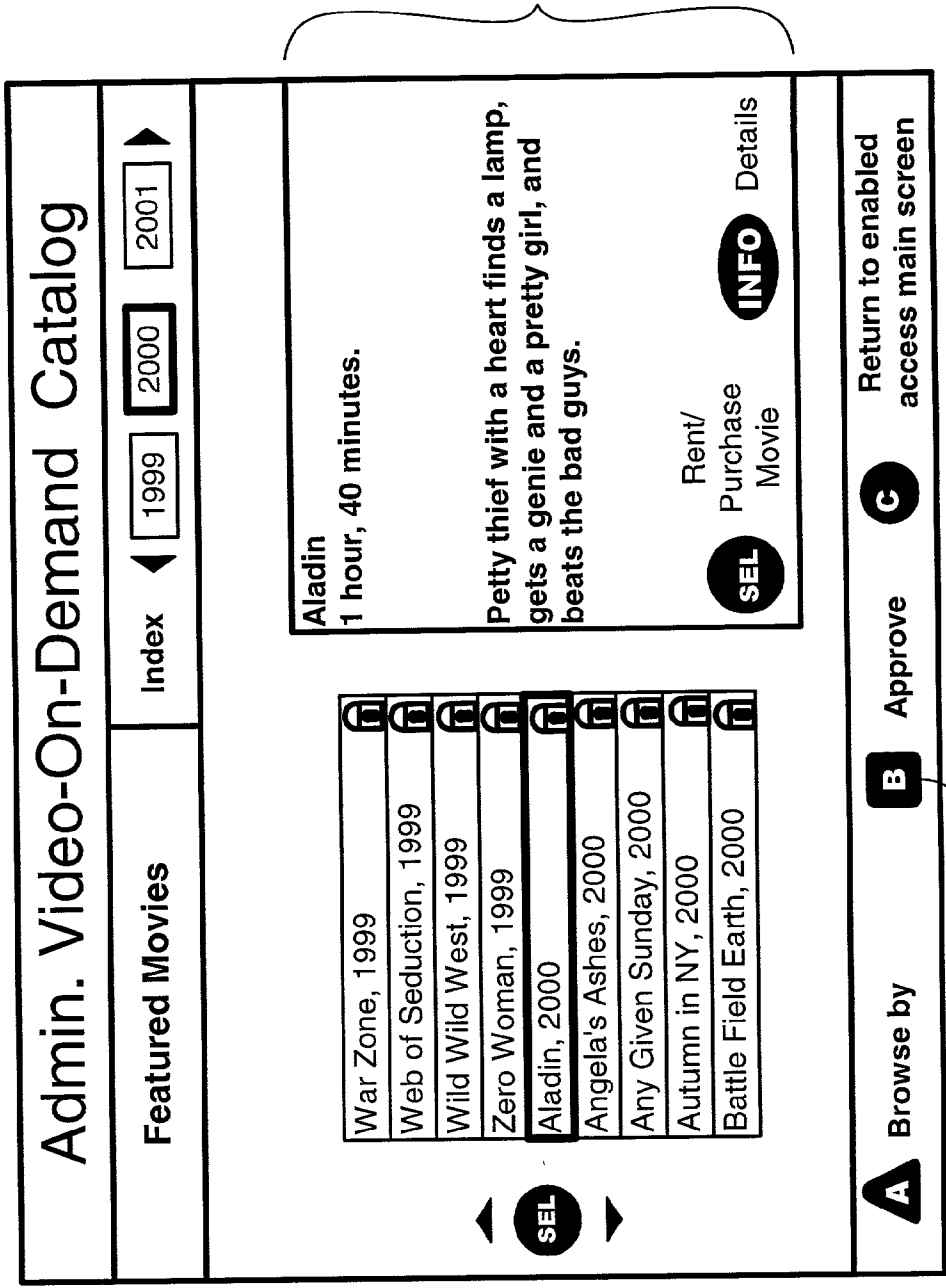 Admin. Video-On-Demand Catalog
Featured Movies
Index 1999 2000 2001
War Zone, 1999
Web of Seduction, 1999
Wild Wild West, 1999
Zero Woman, 1999
Aladin, 2000
Angela's Ashes, 2000
Any Given Sunday, 2000
Autumn in NY, 2000
Battle Field Earth, 2000
SEL
Aladin
1 hour, 40 minutes.
Petty thief with a heart finds a lamp,
gets a genie and a pretty girl, and
beats the bad guys.
SEL
Rent/
Purchase
Movie
INFO Details
A Browse by
B Approve
C
Return to enabled
access main screen